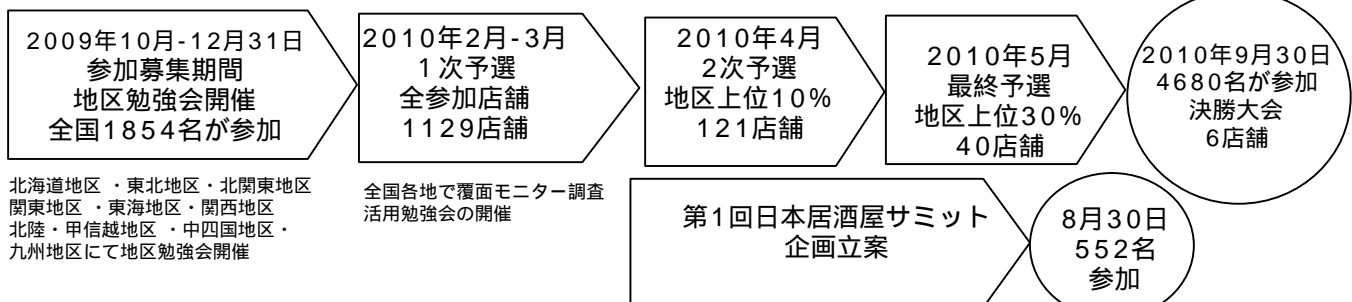 2009年10月-12月31日
参加募集期間
地区勉強会開催
全国1854名が参加
2010年2月-3月
1次予選
全参加店舗
1129店舗
2010年4月
2次予選
地区上位10%
121店舗
2010年5月
最終予選
地区上位30%
40店舗
2010年9月30日
4680名が参加
決勝大会
6店舗
北海道地区 ・東北地区・北関東地区
関東地区 ・東海地区・関西地区
北陸・甲信越地区 ・中四国地区・
九州地区にて地区勉強会開催
全国各地で覆面モニター調査
活用勉強会の開催
第1回日本居酒屋サミット
企画立案
8月30日
552名
参加